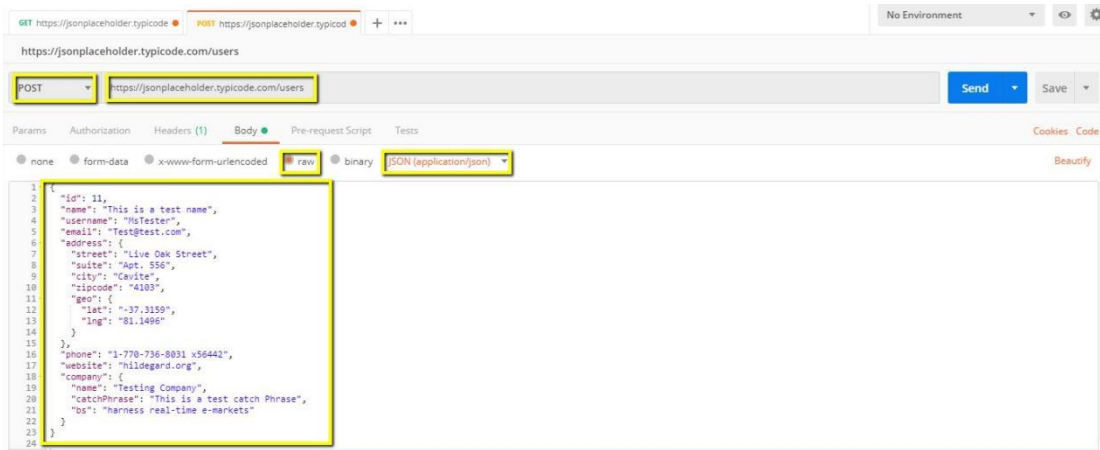 GET https://jsonplaceholder.typicode
POST https://jsonplaceholder.typicod
+
No Environment
https://jsonplaceholder.typicode.com/users
POST https://jsonplaceholder.typicode.com/users Send Save
Params Authorization Headers (1) Body Pre-request Script Tests Cookies Code
none form-data x-www-form-urlencoded raw binary JSON (application/json) Beautify
1 {
2 "id": 11,
3 "name": "This is a test name",
4 "username": "MsTester",
5 "email": "Test@test.com",
6 "address": {
7 "street": "Live Oak Street",
8 "suite": "Apt. 556",
9 "city": "Cavite",
10 "zipcode": "4103",
11 "geo": {
12 "lat": "-37.3159",
13 "lng": "81.1496"
14 }
15 },
16 "phone": "1-770-736-8031 x56442",
17 "website": "hildegard.org",
18 "company": {
19 "name": "Testing Company",
20 "catchPhrase": "This is a test catch Phrase",
21 "bs": "harness real-time e-markets"
22 }
23 }
24